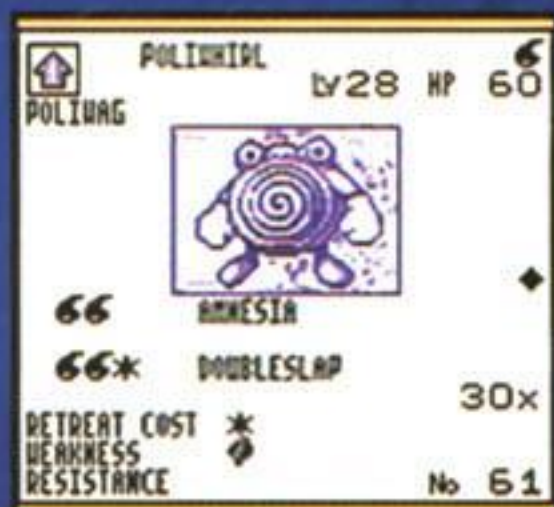 POLIWHIRL
Lv28 HP 60
POLIWAG
AMNESIA
DOUBLESLAP
30x
RETREAT COST
WEAKNESS
RESISTANCE No 61